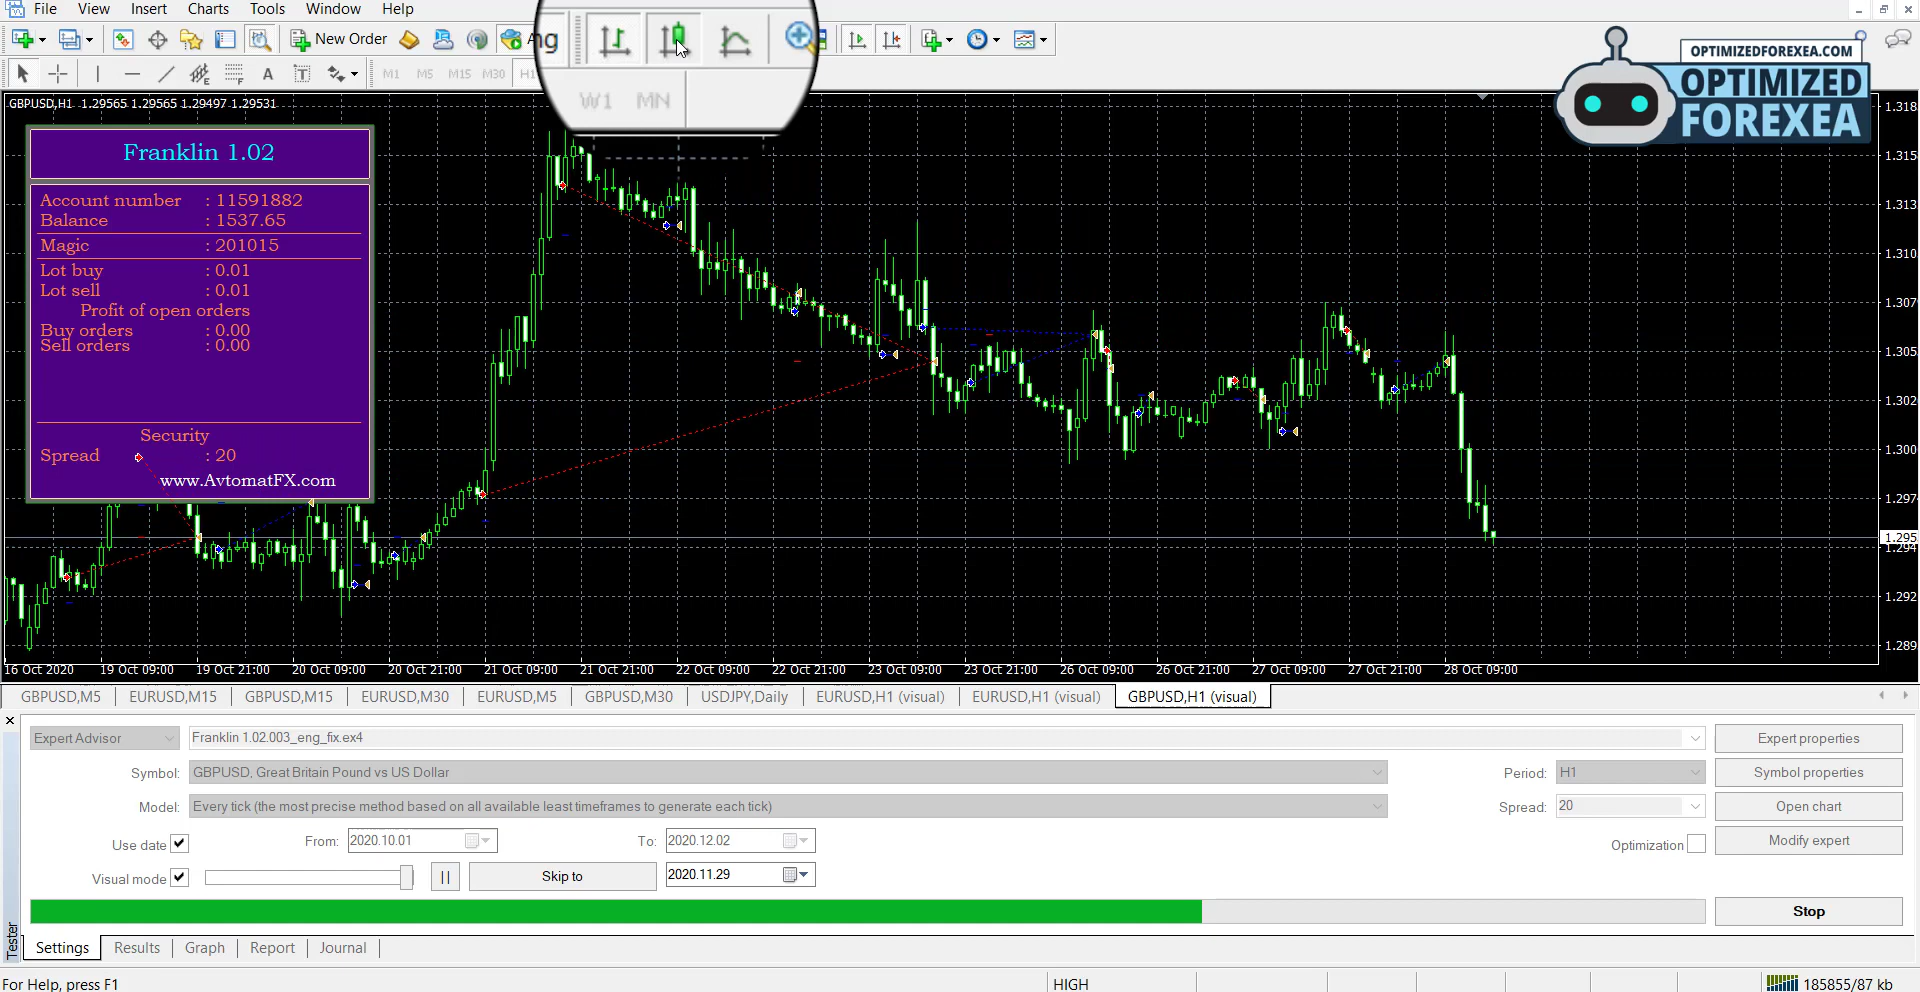 File View Insert Charts Tools Window Help
New Order
M1 M5 M15 M30 H1
W1 MN
OPTIMIZEDFOREXEA.COM
OPTIMIZED
FOREXEA
GBPUSD,H1 1.29565 1.29565 1.29497 1.29531
Franklin 1.02
Account number : 11591882
Balance : 1537.65
Magic : 201015
Lot buy : 0.01
Lot sell : 0.01
Profit of open orders
Buy orders : 0.00
Sell orders : 0.00
Security
Spread : 20
www.AvtomatFX.com
1.318
1.315
1.313
1.310
1.307
1.305
1.302
1.300
1.297
1.295
1.294
1.292
1.289
16 Oct 2020 19 Oct 09:00 19 Oct 21:00 20 Oct 09:00 20 Oct 21:00 21 Oct 09:00 21 Oct 21:00 22 Oct 09:00 22 Oct 21:00 23 Oct 09:00 23 Oct 21:00 26 Oct 09:00 26 Oct 21:00 27 Oct 09:00 27 Oct 21:00 28 Oct 09:00
GBPUSD,M5 EURUSD,M15 GBPUSD,M15 EURUSD,M30 EURUSD,M5 GBPUSD,M30 USDJPY,Daily EURUSD,H1 (visual) EURUSD,H1 (visual) GBPUSD,H1 (visual)
Expert Advisor Franklin 1.02.003_eng_fix.ex4 Expert properties
Symbol: GBPUSD, Great Britain Pound vs US Dollar Period: H1 Symbol properties
Model: Every tick (the most precise method based on all available least timeframes to generate each tick) Spread: 20 Open chart
Use date From: 2020.10.01 To: 2020.12.02 Optimization Modify expert
Visual mode Skip to 2020.11.29
Stop
Tester
Settings Results Graph Report Journal
For Help, press F1 HIGH 185855/87 kb